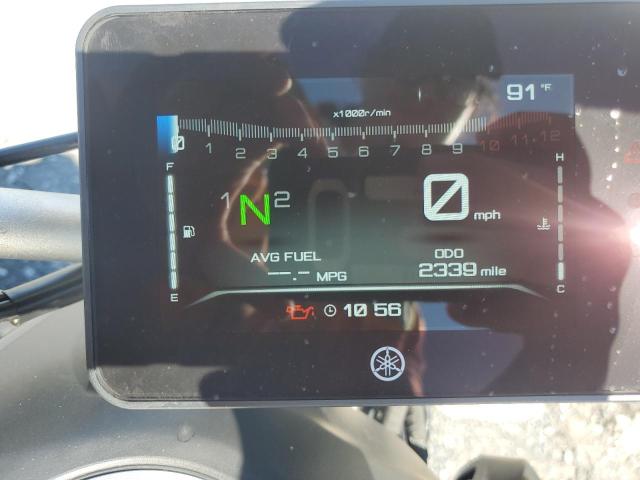 91 °F
x1000r/min
0 1 2 3 4 5 6 7 8 9 10 11 12
F H
1 N 2 0 mph
AVG FUEL ODO
--.- MPG 2339 mile
E C
10 56